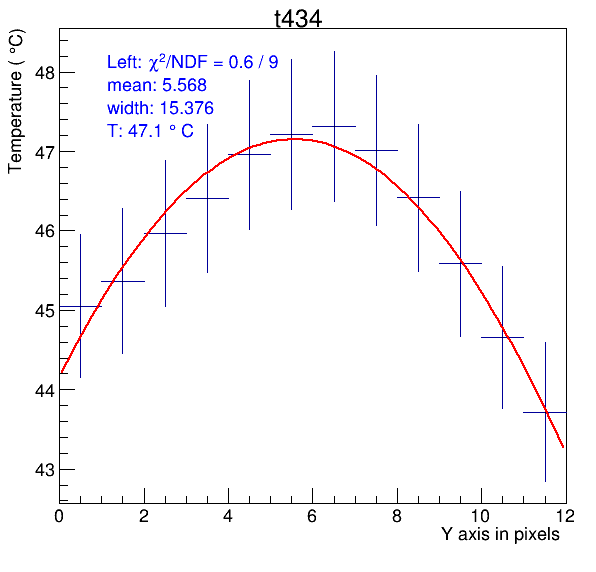 t434
Temperature ( °C)
Left: χ²/NDF = 0.6 / 9
mean: 5.568
width: 15.376
T: 47.1 ° C
48
47
46
45
44
43
0 2 4 6 8 10 12
Y axis in pixels